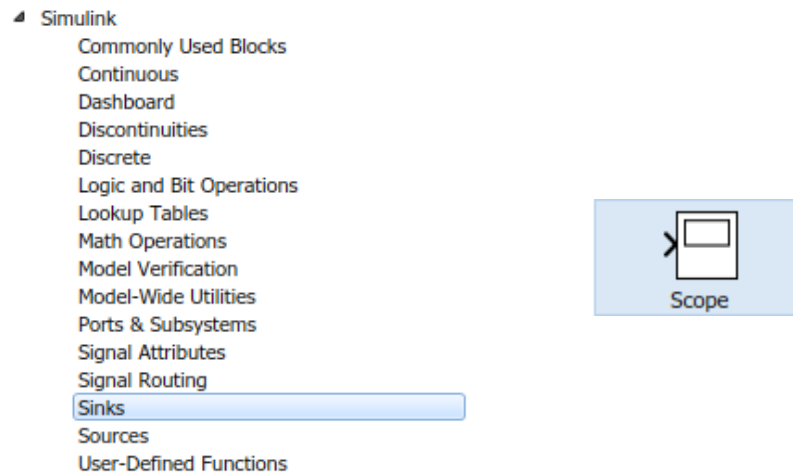 Simulink
Commonly Used Blocks
Continuous
Dashboard
Discontinuities
Discrete
Logic and Bit Operations
Lookup Tables
Math Operations
Model Verification
Model-Wide Utilities
Ports & Subsystems
Signal Attributes
Signal Routing
Sinks
Sources
User-Defined Functions
Scope